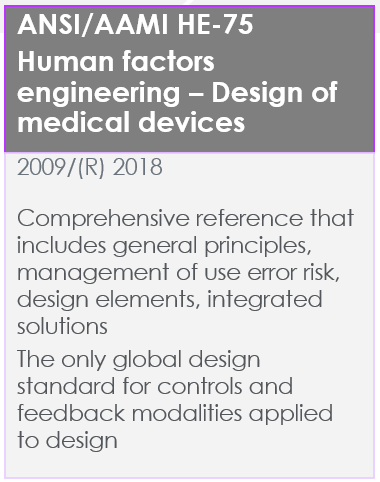 ANSI/AAMI HE-75
Human factors
engineering – Design of
medical devices
2009/(R) 2018
Comprehensive reference that
includes general principles,
management of use error risk,
design elements, integrated
solutions
The only global design
standard for controls and
feedback modalities applied
to design